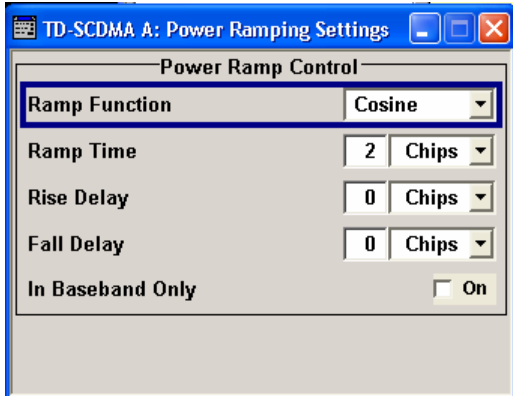 TD-SCDMA A: Power Ramping Settings
Power Ramp Control
Ramp Function Cosine
Ramp Time 2 Chips
Rise Delay 0 Chips
Fall Delay 0 Chips
In Baseband Only On